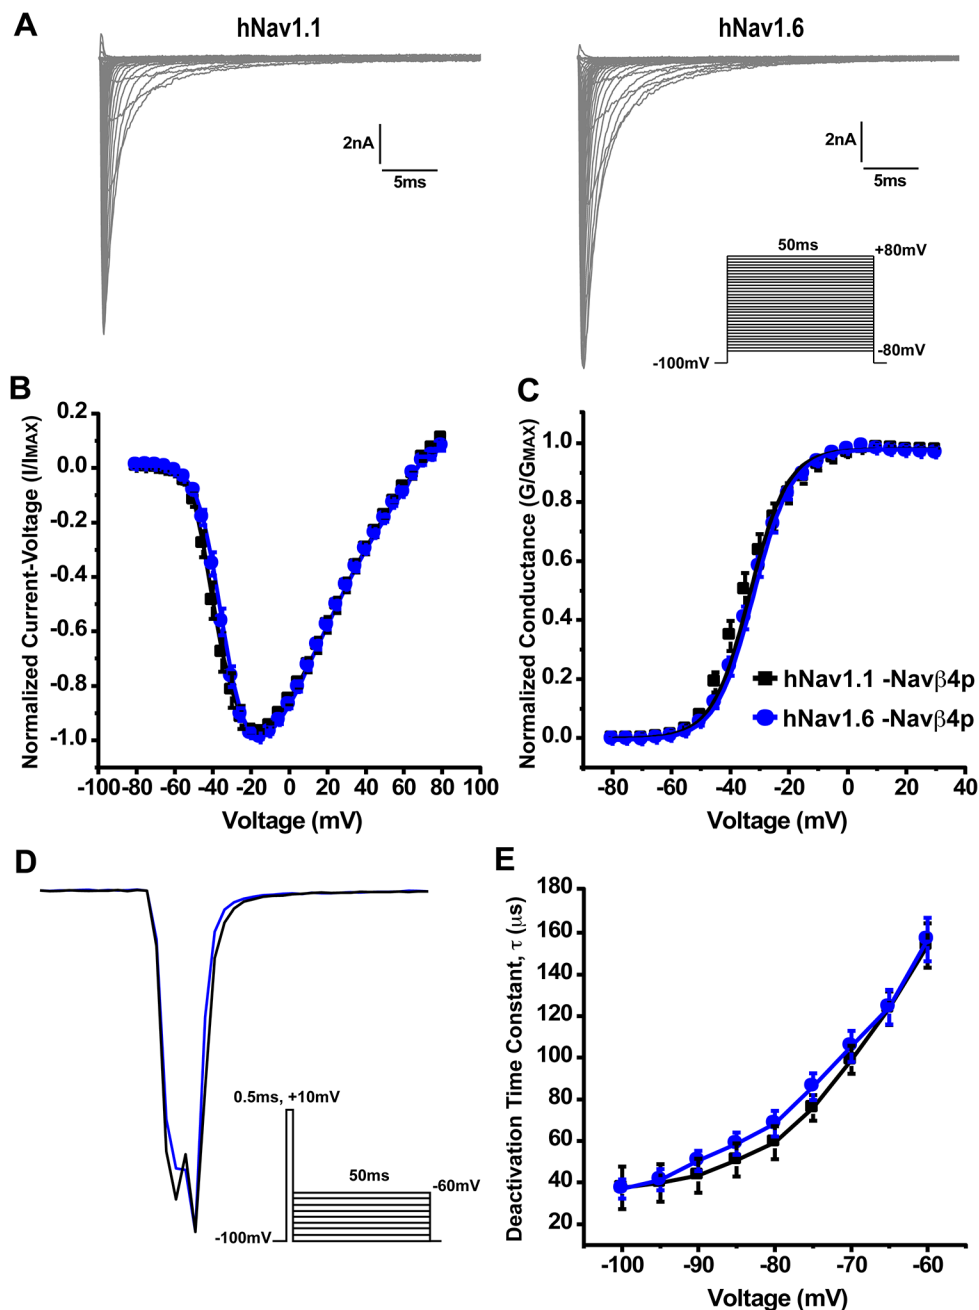 A
hNav1.1
hNav1.6
2nA
5ms
2nA
5ms
50ms
+80mV
-100mV
-80mV
B
Normalized Current-Voltage (I/IMAX)
0.2
0.0
-0.2
-0.4
-0.6
-0.8
-1.0
-100 -80 -60 -40 -20 0 20 40 60 80 100
Voltage (mV)
C
Normalized Conductance (G/GMAX)
1.0
0.8
0.6
0.4
0.2
0.0
hNav1.1 -Navβ4p
hNav1.6 -Navβ4p
-80 -60 -40 -20 0 20 40
Voltage (mV)
D
0.5ms, +10mV
50ms
-60mV
-100mV
E
Deactivation Time Constant, τ (μs)
180
160
140
120
100
80
60
40
20
-100 -90 -80 -70 -60
Voltage (mV)